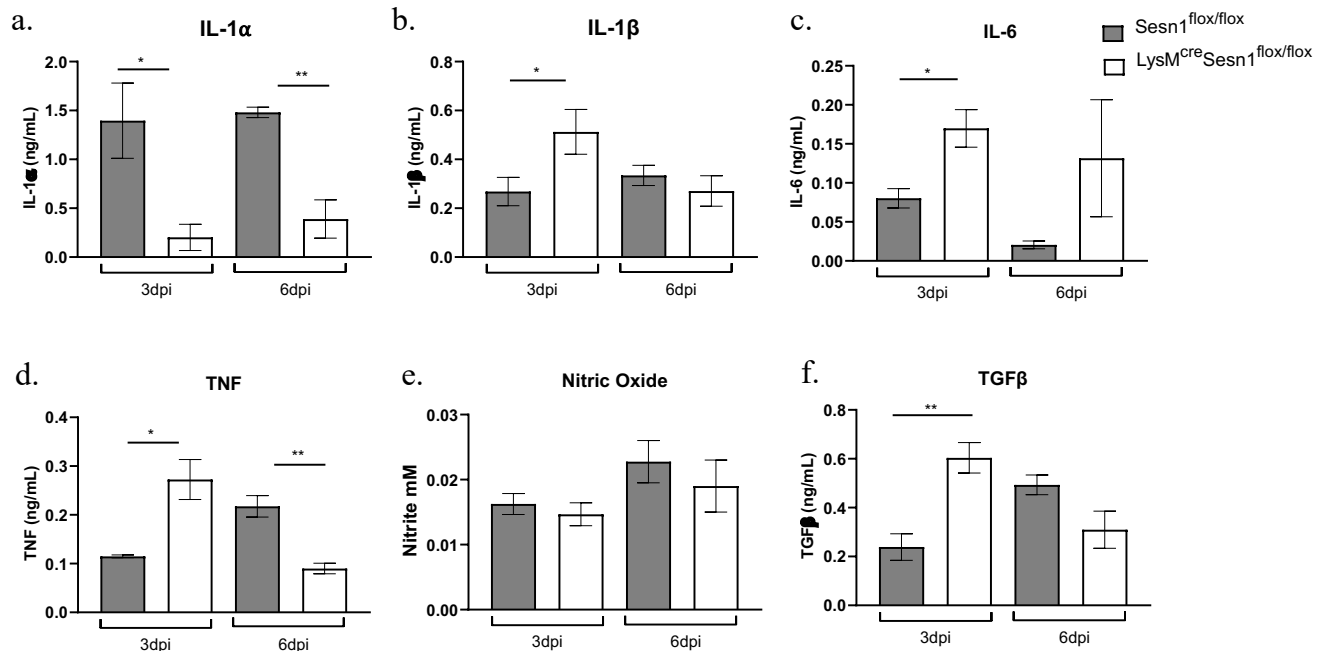 a.
IL-1α
IL-1α (ng/mL)
2.0
1.5
1.0
0.5
0.0
*
**
3dpi
6dpi
b.
IL-1β
IL-1β (ng/mL)
0.8
0.6
0.4
0.2
0.0
*
3dpi
6dpi
c.
IL-6
IL-6 (ng/mL)
0.25
0.20
0.15
0.10
0.05
0.00
*
3dpi
6dpi
Sesn1flox/flox
LysMcreSesn1flox/flox
d.
TNF
TNF (ng/mL)
0.4
0.3
0.2
0.1
0.0
*
**
3dpi
6dpi
e.
Nitric Oxide
Nitrite mM
0.03
0.02
0.01
0.00
3dpi
6dpi
f.
TGFβ
TGFβ (ng/mL)
0.8
0.6
0.4
0.2
0.0
**
3dpi
6dpi